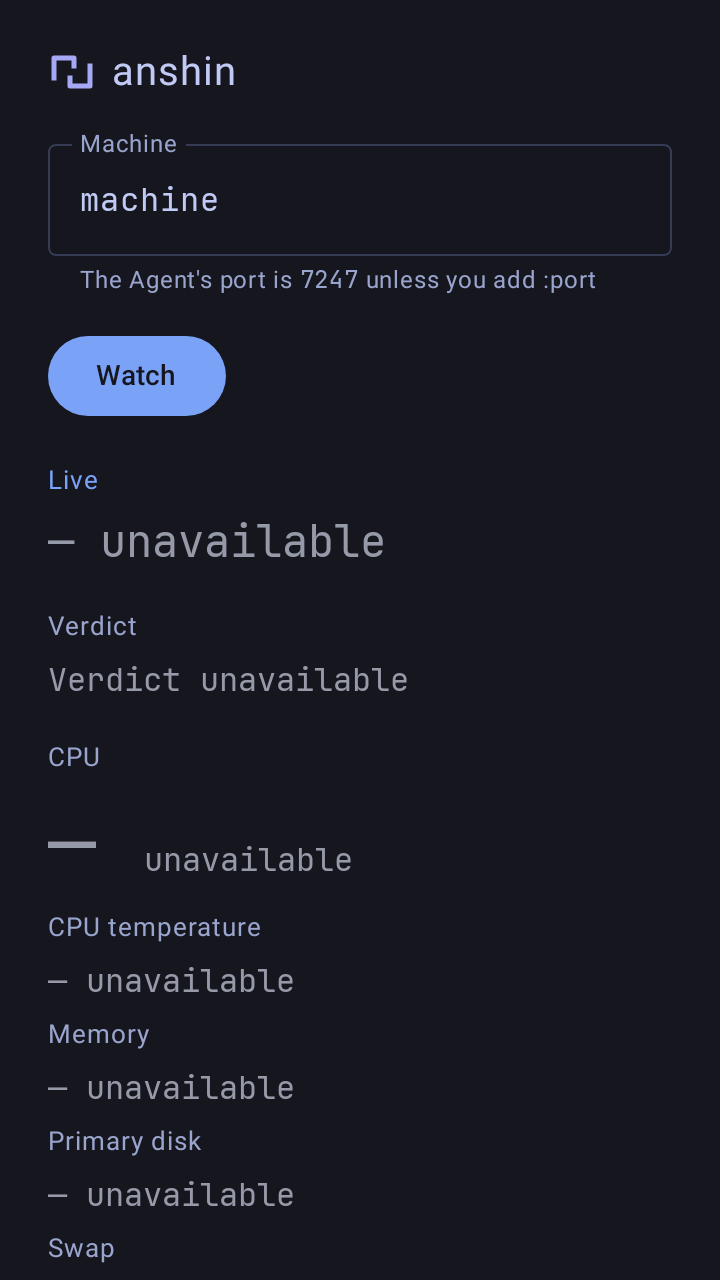 anshin
Machine
machine
The Agent's port is 7247 unless you add :port
Watch
Live
— unavailable
Verdict
Verdict unavailable
CPU
— unavailable
CPU temperature
— unavailable
Memory
— unavailable
Primary disk
— unavailable
Swap